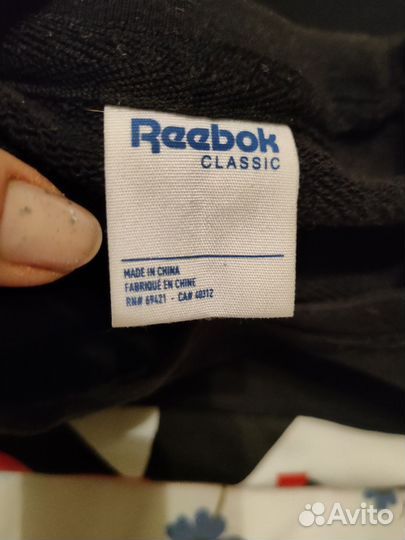 Reebok
CLASSIC
MADE IN CHINA
FABRIQUÉ EN CHINE
RN# 69421 - CA# 40312
Avito